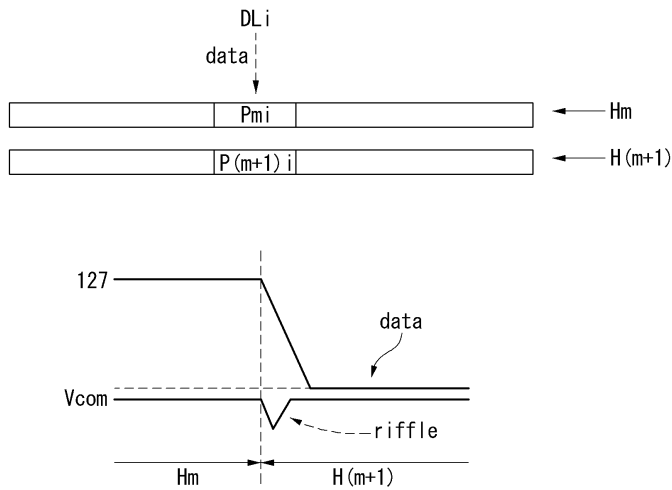 DLi
data
Pmi
Hm
P(m+1)i
H(m+1)
127
data
Vcom
riffle
Hm
H(m+1)